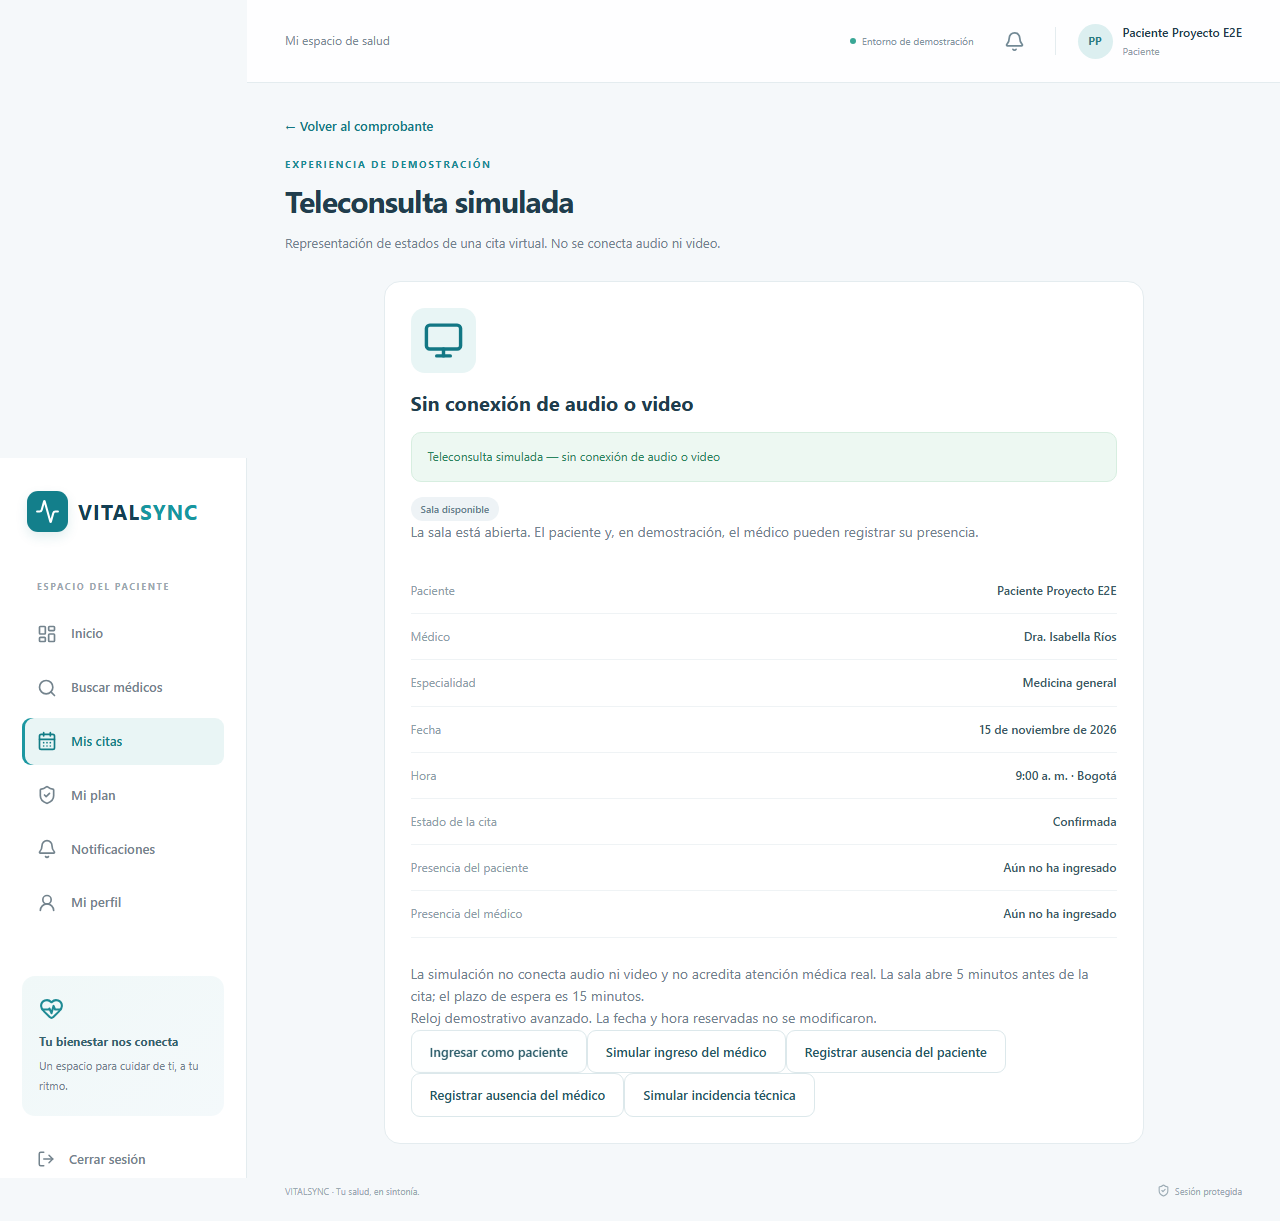 Mi espacio de salud
Entorno de demostración
PP
Paciente Proyecto E2E
Paciente
← Volver al comprobante
EXPERIENCIA DE DEMOSTRACIÓN
Teleconsulta simulada
Representación de estados de una cita virtual. No se conecta audio ni video.
Sin conexión de audio o video
Teleconsulta simulada — sin conexión de audio o video
Sala disponible
La sala está abierta. El paciente y, en demostración, el médico pueden registrar su presencia.
Paciente
Paciente Proyecto E2E
Médico
Dra. Isabella Ríos
Especialidad
Medicina general
Fecha
15 de noviembre de 2026
Hora
9:00 a. m. · Bogotá
Estado de la cita
Confirmada
Presencia del paciente
Aún no ha ingresado
Presencia del médico
Aún no ha ingresado
La simulación no conecta audio ni video y no acredita atención médica real. La sala abre 5 minutos antes de la
cita; el plazo de espera es 15 minutos.
Reloj demostrativo avanzado. La fecha y hora reservadas no se modificaron.
Ingresar como paciente
Simular ingreso del médico
Registrar ausencia del paciente
Registrar ausencia del médico
Simular incidencia técnica
VITALSYNC
ESPACIO DEL PACIENTE
Inicio
Buscar médicos
Mis citas
Mi plan
Notificaciones
Mi perfil
Tu bienestar nos conecta
Un espacio para cuidar de ti, a tu
ritmo.
Cerrar sesión
VITALSYNC · Tu salud, en sintonía.
Sesión protegida